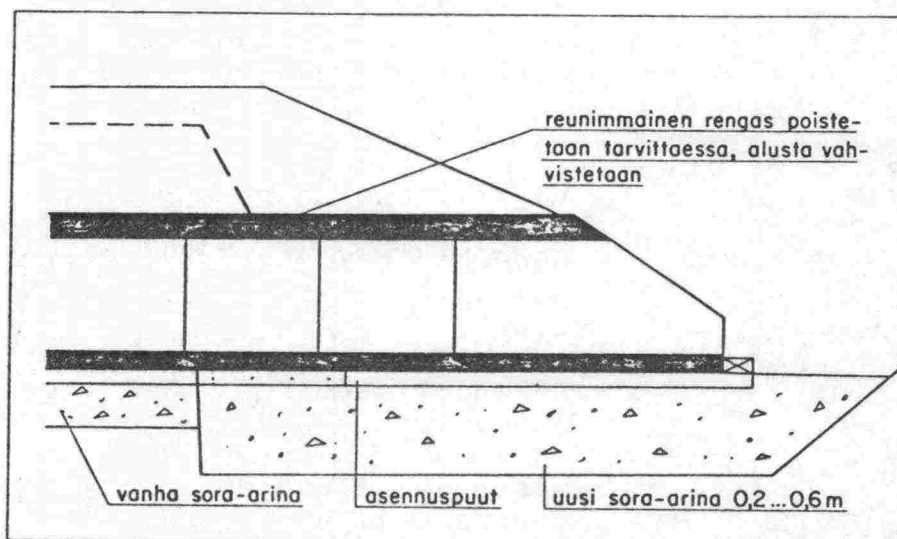 reunimmainen rengas poiste-
taan tarvittaessa, alusta vah-
vistetaan
vanha sora-arina
asennuspuut
uusi sora-arina 0,2...0,6 m